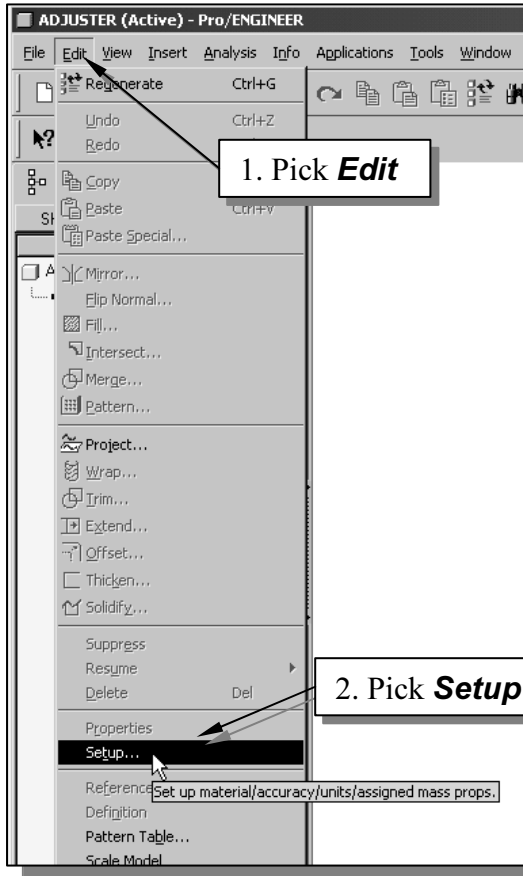 ADJUSTER (Active) - Pro/ENGINEER
File Edit View Insert Analysis Info Applications Tools Window
Regenerate Ctrl+G
Undo Ctrl+Z
Redo
1. Pick Edit
Copy
Paste Ctrl+V
Paste Special...
Mirror...
Flip Normal...
Fill...
Intersect...
Merge...
Pattern...
Project...
Wrap...
Trim...
Extend...
Offset...
Thicken...
Solidify...
Suppress
Resume
Delete Del
2. Pick Setup
Properties
Setup...
Reference
Set up material/accuracy/units/assigned mass props.
Definition
Pattern Table...
Scale Model